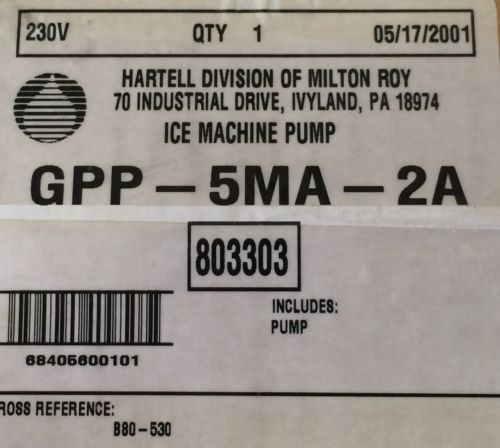 230V QTY 1 05/17/2001
HARTELL DIVISION OF MILTON ROY
70 INDUSTRIAL DRIVE, IVYLAND, PA 18974
ICE MACHINE PUMP
GPP-5MA-2A
803303
INCLUDES:
PUMP
68405600101
ROSS REFERENCE:
B80-530